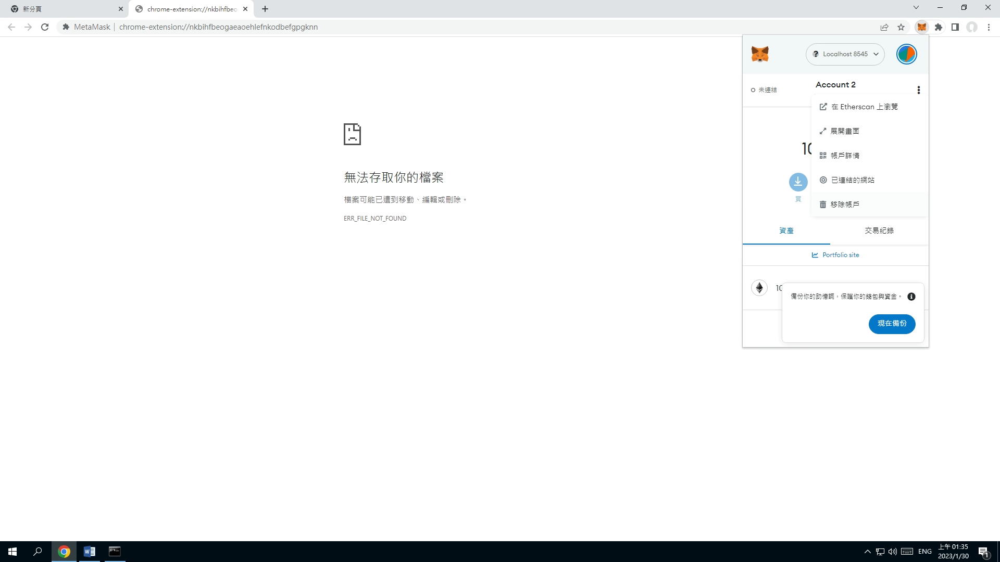 新分頁
chrome-extension://nkbihfbeo
MetaMask
chrome-extension://nkbihfbeogaeaoehlefnkodbefgpgknn
Localhost 8545
未連結
Account 2
在 Etherscan 上瀏覽
展開畫面
帳戶詳情
已連結的網站
移除帳戶
10
買
無法存取你的檔案
檔案可能已遭到移動、編輯或刪除。
ERR_FILE_NOT_FOUND
資產
交易紀錄
Portfolio site
10
備份你的助憶詞，保護你的錢包與資金。
現在備份
ENG
上午 01:35
2023/1/30
1